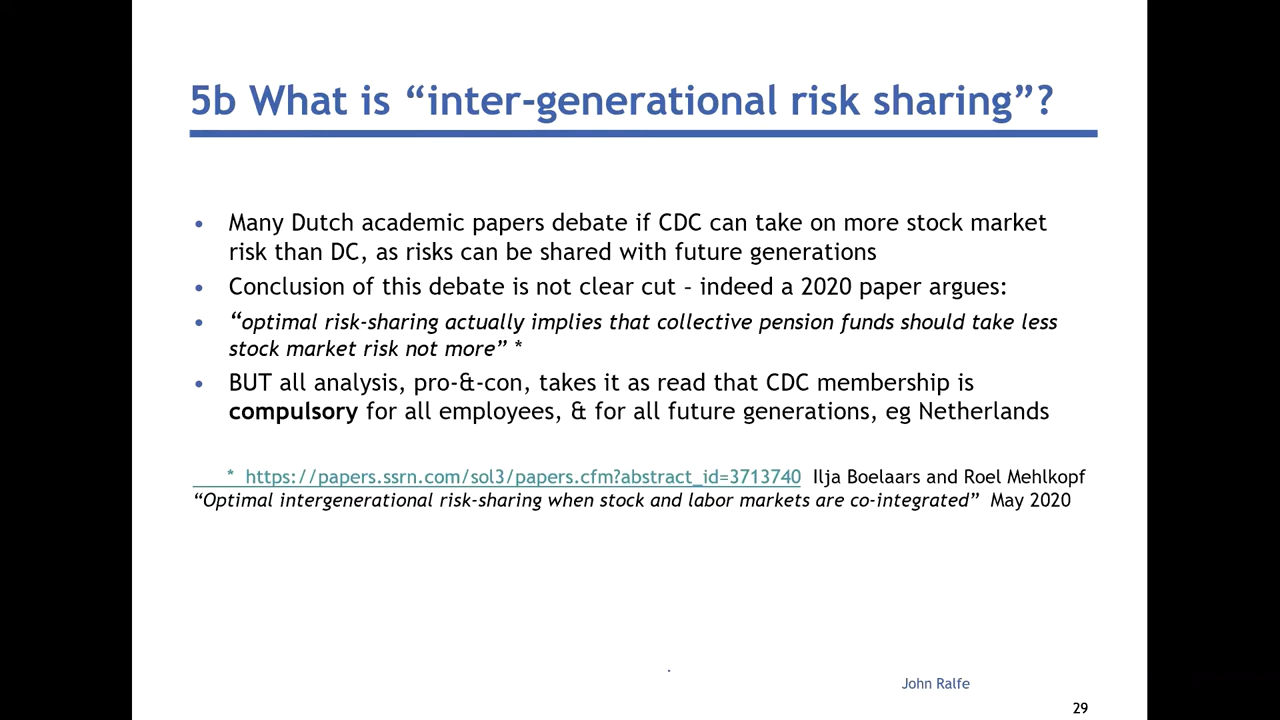 5b What is “inter-generational risk sharing”?
• Many Dutch academic papers debate if CDC can take on more stock market
risk than DC, as risks can be shared with future generations
• Conclusion of this debate is not clear cut – indeed a 2020 paper argues:
• “optimal risk-sharing actually implies that collective pension funds should take less
stock market risk not more” *
• BUT all analysis, pro-&-con, takes it as read that CDC membership is
compulsory for all employees, & for all future generations, eg Netherlands
* https://papers.ssrn.com/sol3/papers.cfm?abstract_id=3713740 Ilja Boelaars and Roel Mehlkopf
“Optimal intergenerational risk-sharing when stock and labor markets are co-integrated” May 2020
.
John Ralfe
29